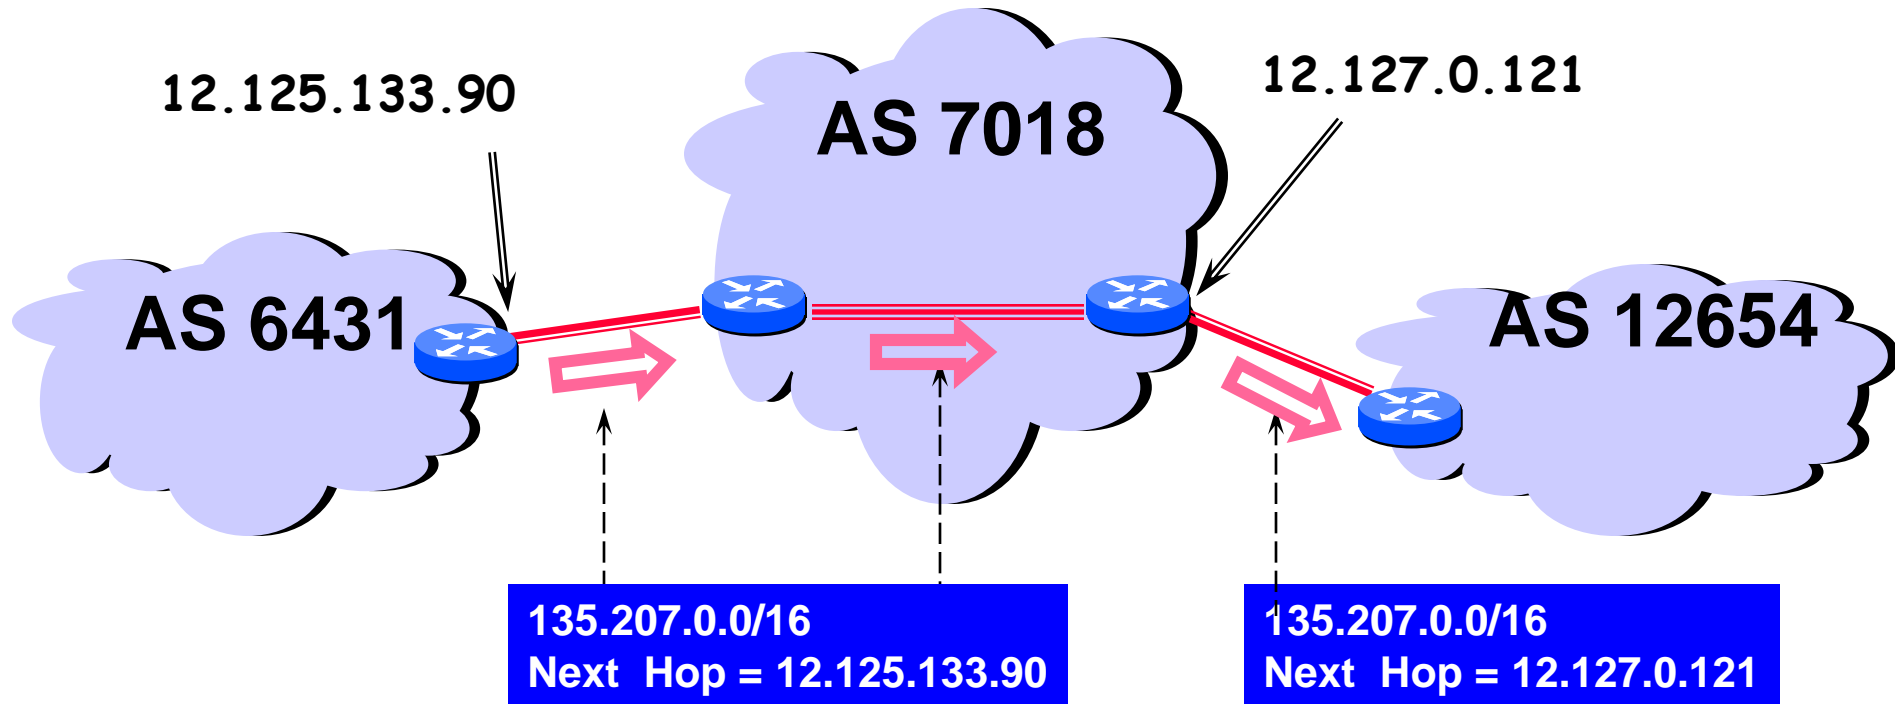 12.125.133.90
AS 7018
12.127.0.121
AS 6431
AS 12654
135.207.0.0/16
Next Hop = 12.125.133.90
135.207.0.0/16
Next Hop = 12.127.0.121